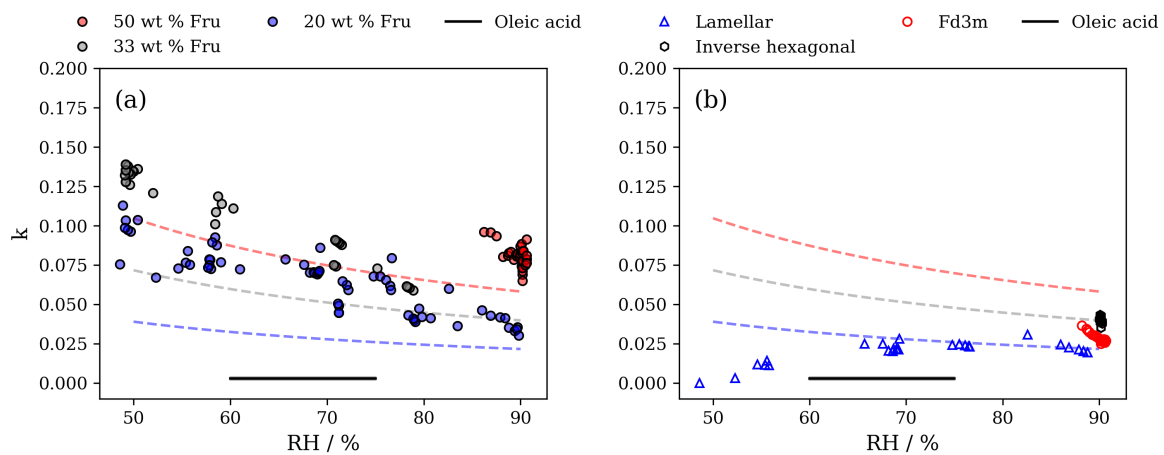 50 wt % Fru 20 wt % Fru Oleic acid
33 wt % Fru
Lamellar Fd3m Oleic acid
Inverse hexagonal
(a)
k
0.200
0.175
0.150
0.125
0.100
0.075
0.050
0.025
0.000
50 60 70 80 90
RH / %
(b)
0.200
0.175
0.150
0.125
0.100
0.075
0.050
0.025
0.000
50 60 70 80 90
RH / %